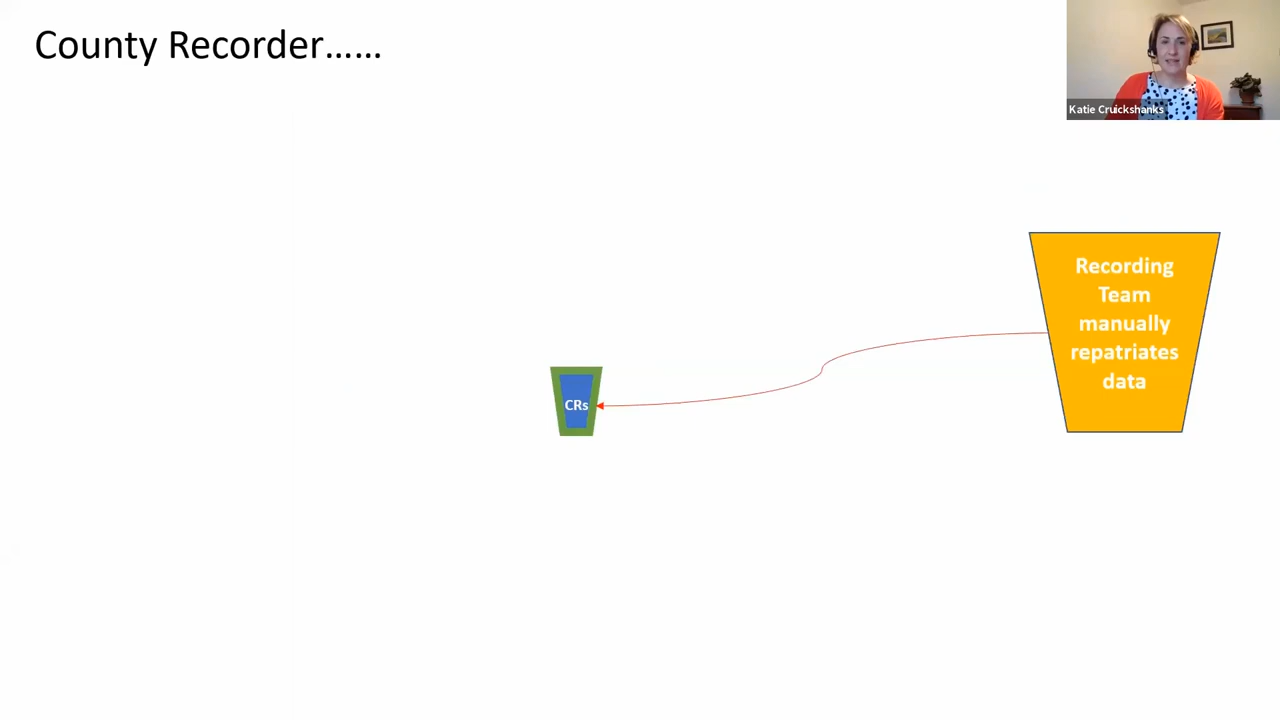 County Recorder......
Katie Cruickshanks
Recording
Team
manually
repatriates
data
CRs